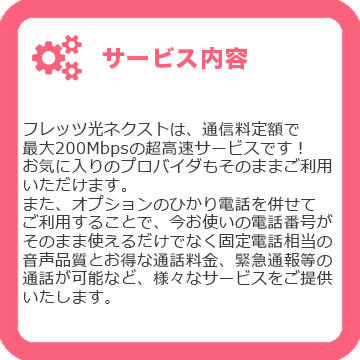 サービス内容
フレッツ光ネクストは、通信料定額で
最大200Mbpsの超高速サービスです！
お気に入りのプロバイダもそのままご利用
いただけます。
また、オプションのひかり電話を併せて
ご利用することで、今お使いの電話番号が
そのまま使えるだけでなく固定電話相当の
音声品質とお得な通話料金、緊急通報等の
通話が可能など、様々なサービスをご提供
いたします。